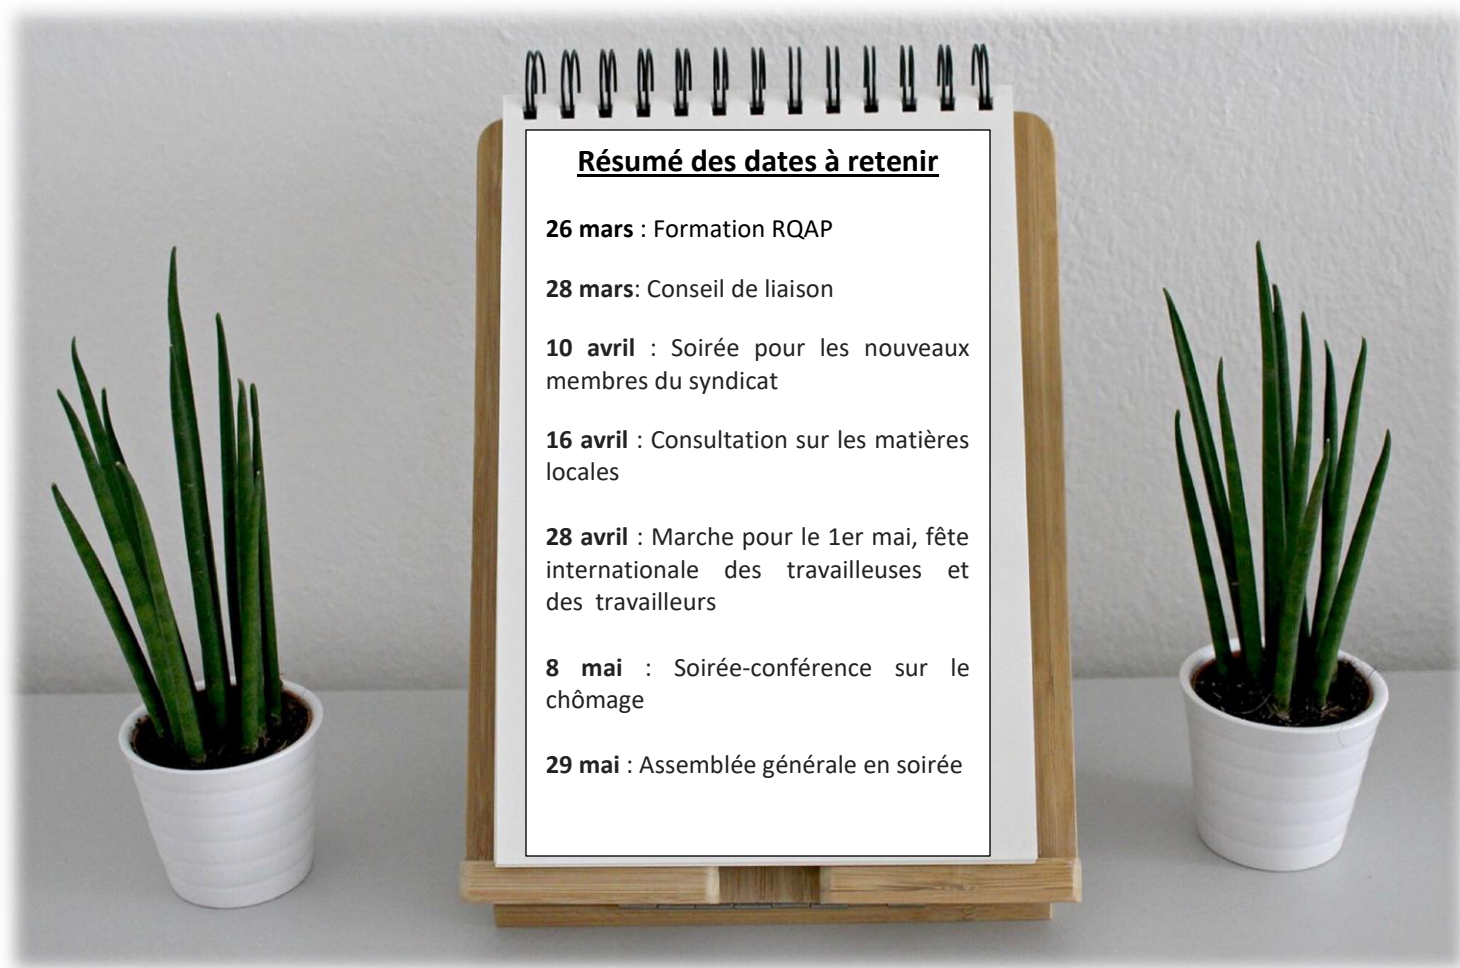 Résumé des dates à retenir
26 mars : Formation RQAP
28 mars: Conseil de liaison
10 avril : Soirée pour les nouveaux
membres du syndicat
16 avril : Consultation sur les matières
locales
28 avril : Marche pour le 1er mai, fête
internationale des travailleuses et
des travailleurs
8 mai : Soirée-conférence sur le
chômage
29 mai : Assemblée générale en soirée